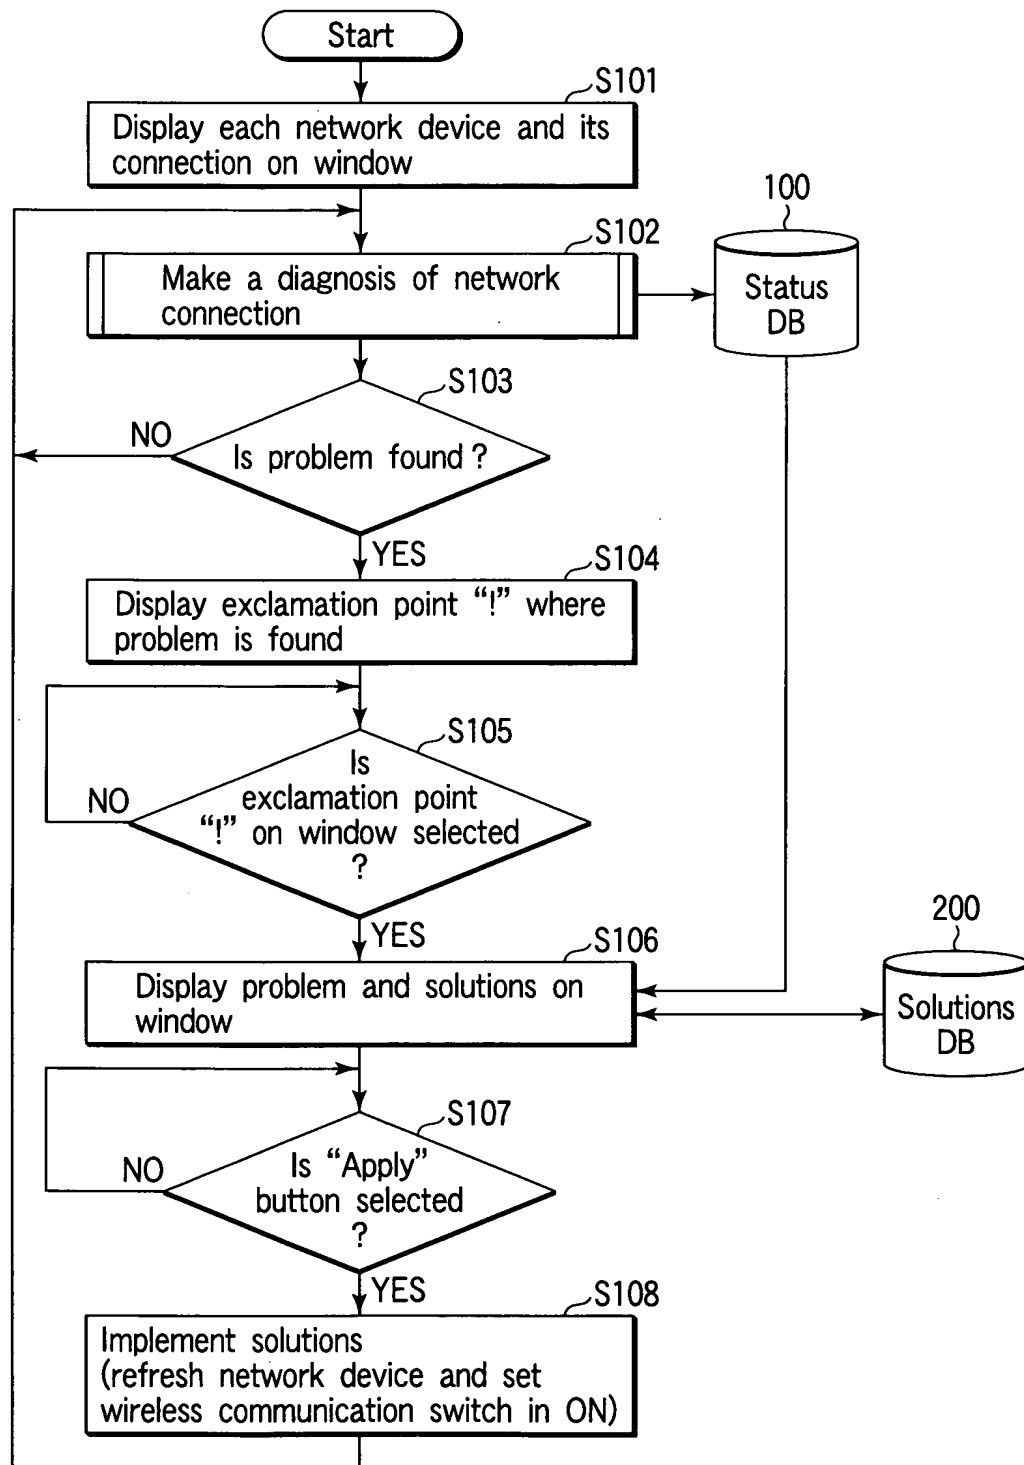 Start
S101
Display each network device and its
connection on window
100
S102
Make a diagnosis of network
connection
Status
DB
S103
NO
Is problem found ?
YES
S104
Display exclamation point “!” where
problem is found
S105
Is
exclamation point
“!” on window selected
?
NO
YES
200
S106
Display problem and solutions on
window
Solutions
DB
S107
NO
Is “Apply”
button selected
?
YES
S108
Implement solutions
(refresh network device and set
wireless communication switch in ON)